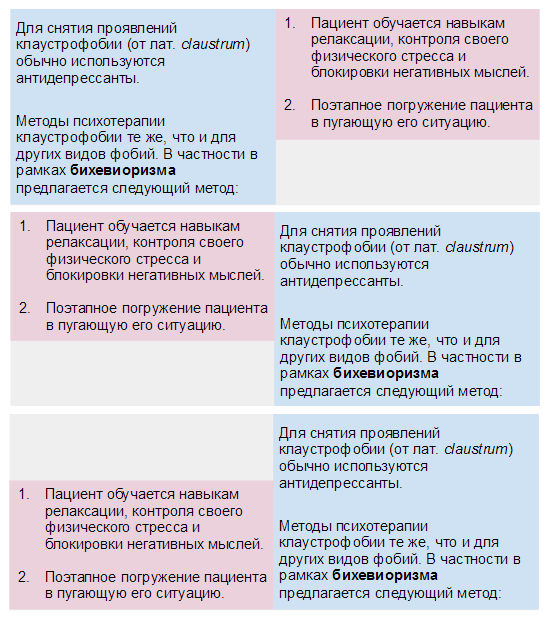 Для снятия проявлений
клаустрофобии (от лат. claustrum)
обычно используются
антидепрессанты.
Методы психотерапии
клаустрофобии те же, что и для
других видов фобий. В частности в
рамках бихевиоризма
предлагается следующий метод:
1. Пациент обучается навыкам
релаксации, контроля своего
физического стресса и
блокировки негативных мыслей.
2. Поэтапное погружение пациента
в пугающую его ситуацию.
1. Пациент обучается навыкам
релаксации, контроля своего
физического стресса и
блокировки негативных мыслей.
2. Поэтапное погружение пациента
в пугающую его ситуацию.
Для снятия проявлений
клаустрофобии (от лат. claustrum)
обычно используются
антидепрессанты.
Методы психотерапии
клаустрофобии те же, что и для
других видов фобий. В частности в
рамках бихевиоризма
предлагается следующий метод:
1. Пациент обучается навыкам
релаксации, контроля своего
физического стресса и
блокировки негативных мыслей.
2. Поэтапное погружение пациента
в пугающую его ситуацию.
Для снятия проявлений
клаустрофобии (от лат. claustrum)
обычно используются
антидепрессанты.
Методы психотерапии
клаустрофобии те же, что и для
других видов фобий. В частности в
рамках бихевиоризма
предлагается следующий метод: